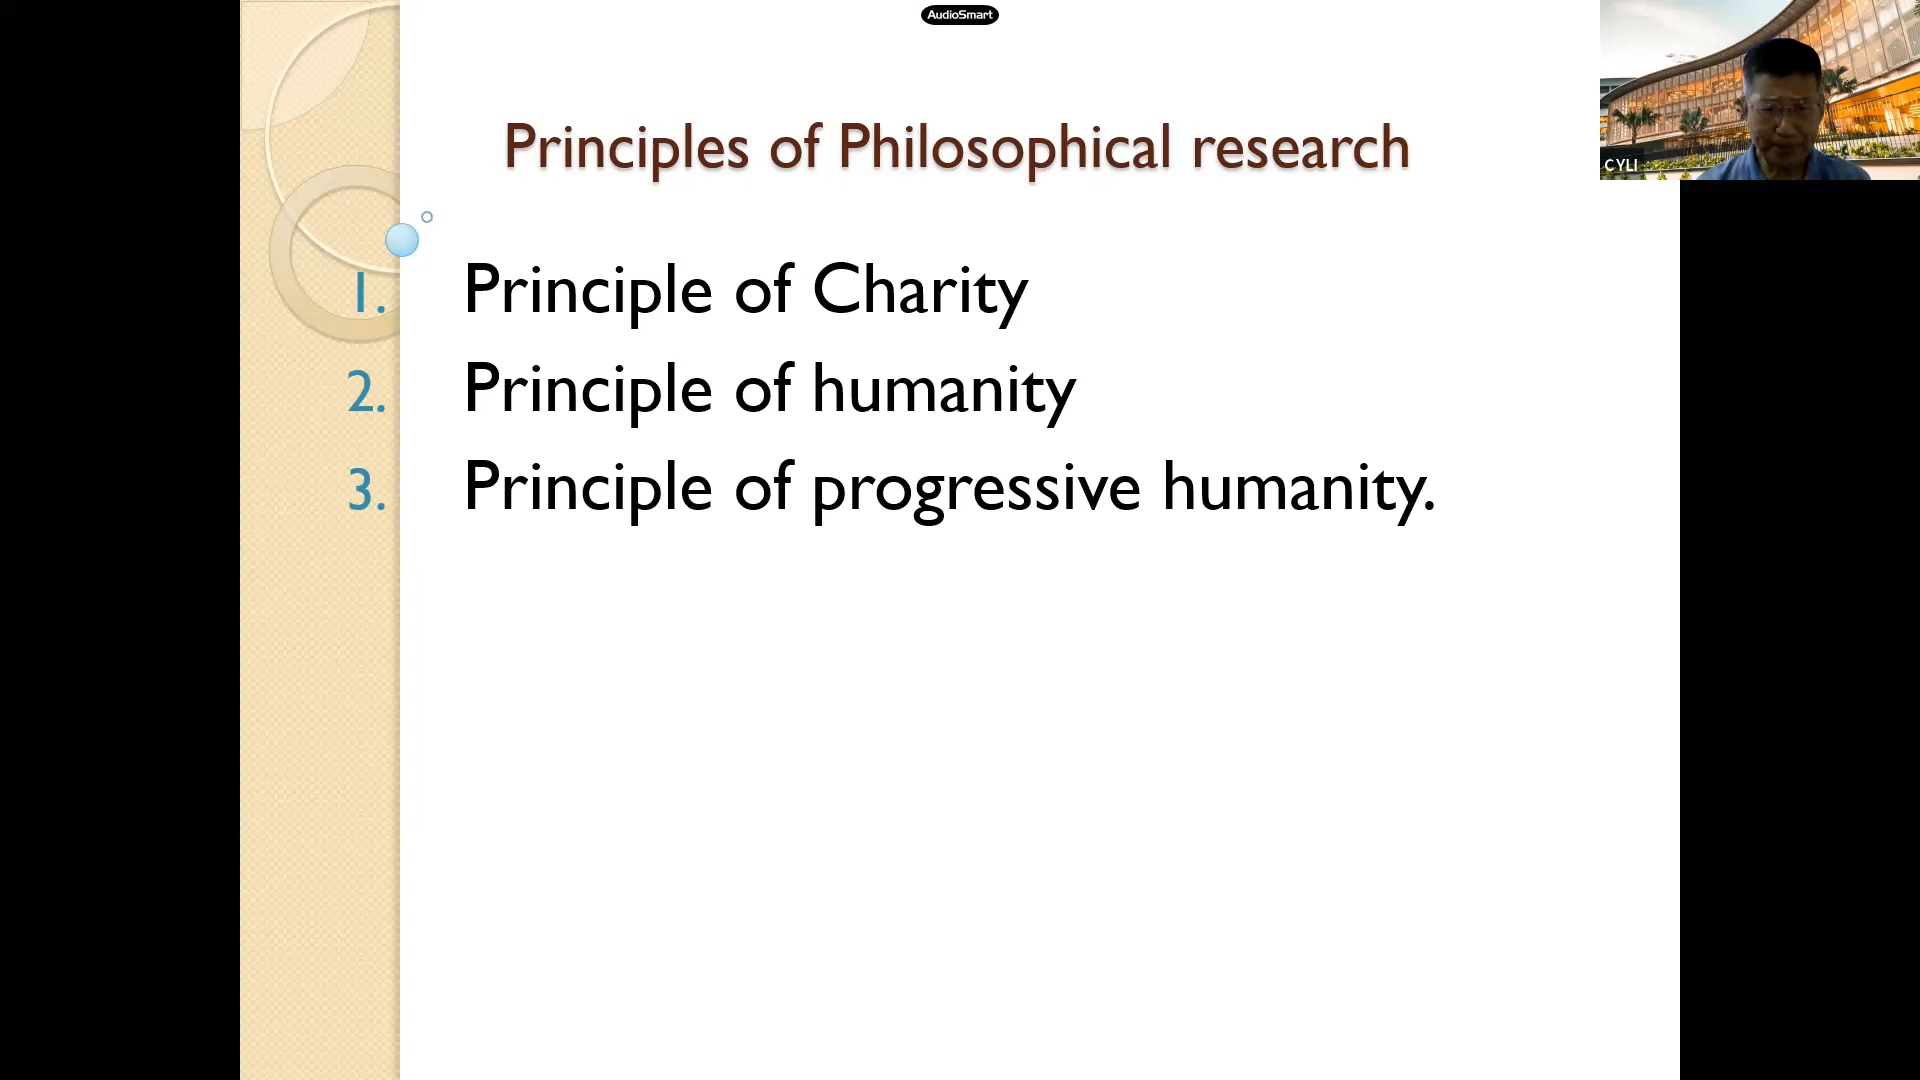 AudioSmart
Principles of Philosophical research
1. Principle of Charity
2. Principle of humanity
3. Principle of progressive humanity.
CYLI